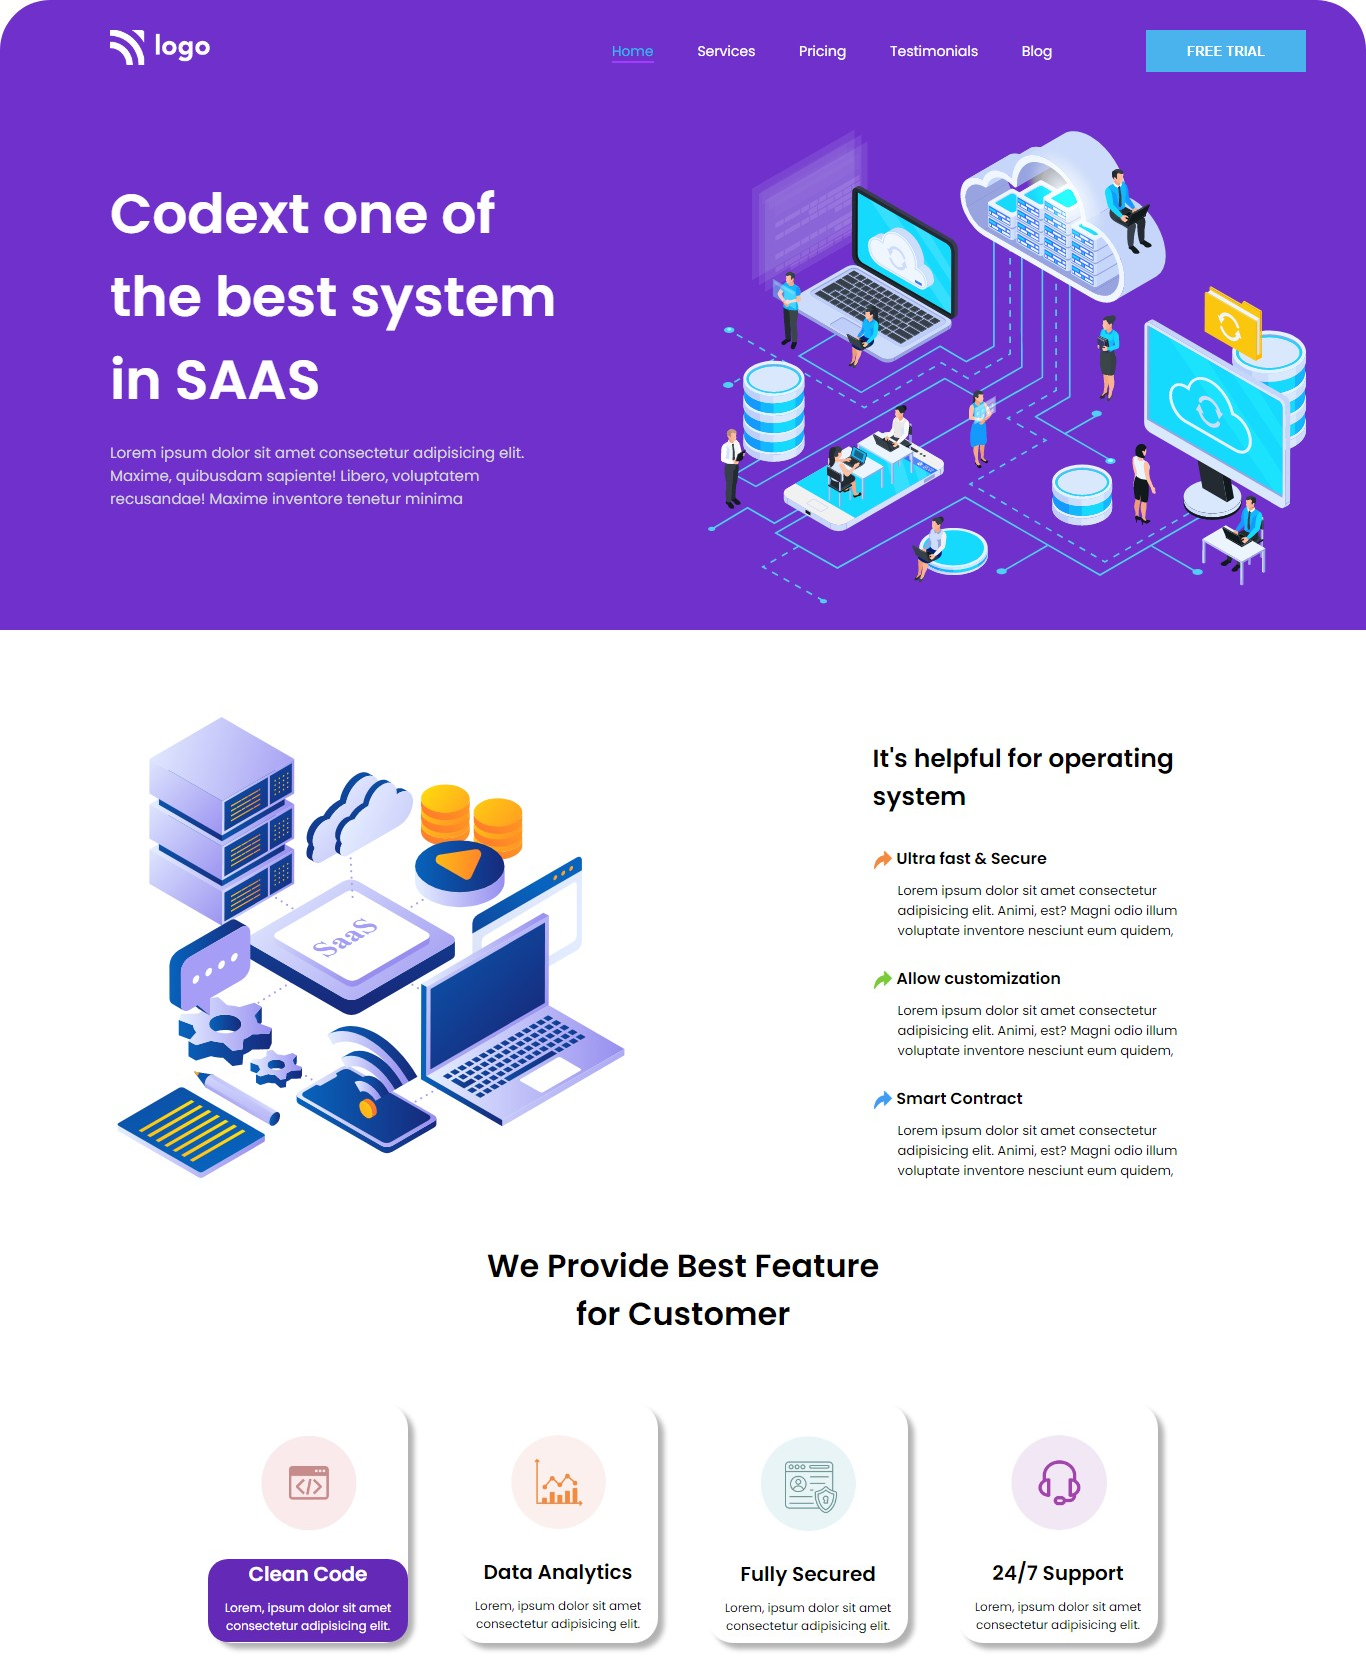 logo
Home Services Pricing Testimonials Blog FREE TRIAL
Codext one of
the best system
in SAAS
Lorem ipsum dolor sit amet consectetur adipisicing elit.
Maxime, quibusdam sapiente! Libero, voluptatem
recusandae! Maxime inventore tenetur minima
SaaS
It's helpful for operating
system
Ultra fast & Secure
Lorem ipsum dolor sit amet consectetur
adipisicing elit. Animi, est? Magni odio illum
voluptate inventore nesciunt eum quidem,
Allow customization
Lorem ipsum dolor sit amet consectetur
adipisicing elit. Animi, est? Magni odio illum
voluptate inventore nesciunt eum quidem,
Smart Contract
Lorem ipsum dolor sit amet consectetur
adipisicing elit. Animi, est? Magni odio illum
voluptate inventore nesciunt eum quidem,
We Provide Best Feature
for Customer
Clean Code
Lorem, ipsum dolor sit amet
consectetur adipisicing elit.
Data Analytics
Lorem, ipsum dolor sit amet
consectetur adipisicing elit.
Fully Secured
Lorem, ipsum dolor sit amet
consectetur adipisicing elit.
24/7 Support
Lorem, ipsum dolor sit amet
consectetur adipisicing elit.